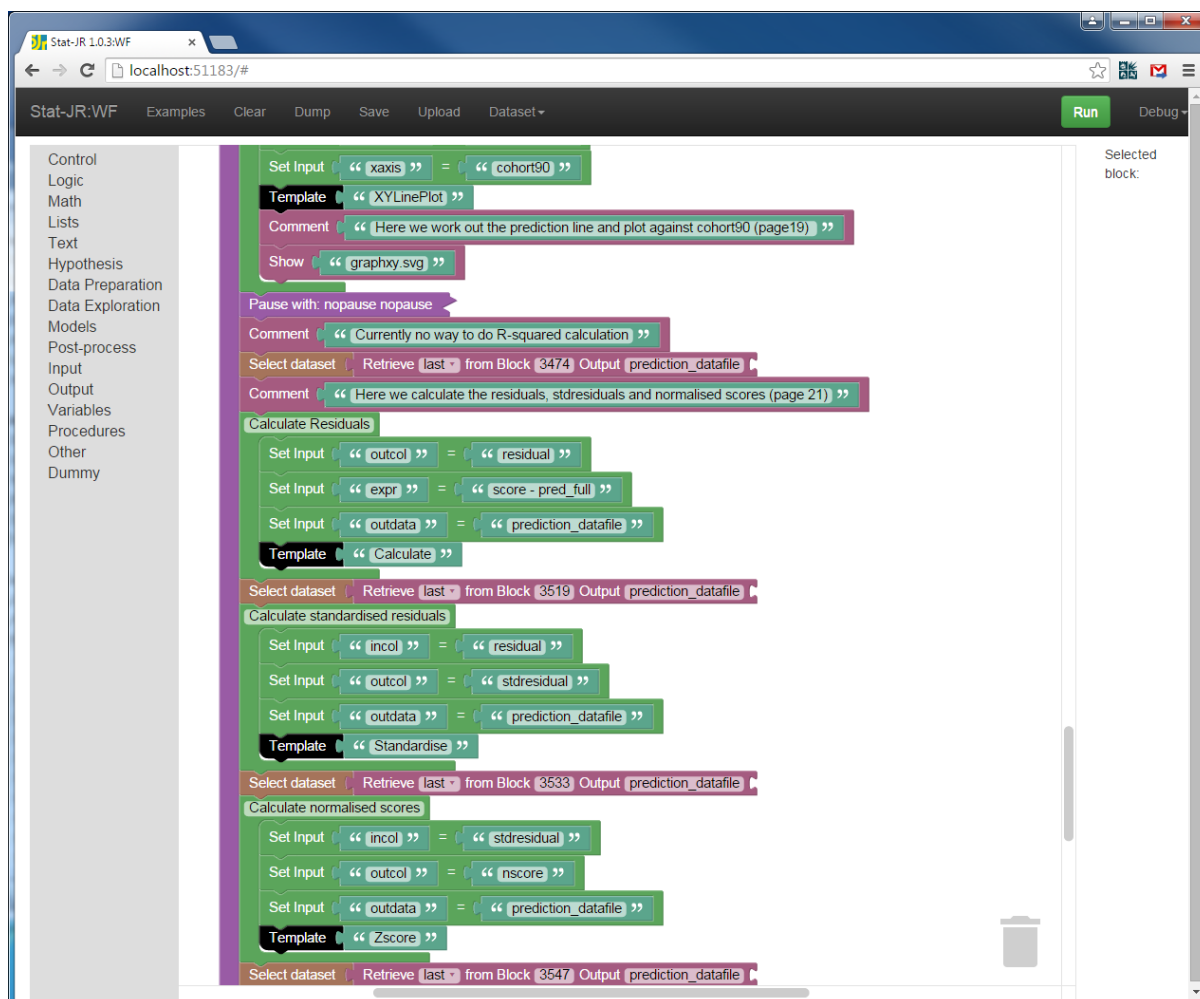 Stat-JR 1.0.3:WF
localhost:51183/#
Stat-JR:WF Examples Clear Dump Save Upload Dataset Run Debug
Control
Logic
Math
Lists
Text
Hypothesis
Data Preparation
Data Exploration
Models
Post-process
Input
Output
Variables
Procedures
Other
Dummy
Set Input “ xaxis ” = “ cohort90 ”
Template “ XYLinePlot ”
Comment “ Here we work out the prediction line and plot against cohort90 (page19) ”
Show “ graphxy.svg ”
Pause with: nopause nopause
Comment “ Currently no way to do R-squared calculation ”
Select dataset Retrieve last from Block 3474 Output prediction_datafile
Comment “ Here we calculate the residuals, stdresiduals and normalised scores (page 21) ”
Calculate Residuals
Set Input “ outcol ” = “ residual ”
Set Input “ expr ” = “ score - pred_full ”
Set Input “ outdata ” = “ prediction_datafile ”
Template “ Calculate ”
Select dataset Retrieve last from Block 3519 Output prediction_datafile
Calculate standardised residuals
Set Input “ incol ” = “ residual ”
Set Input “ outcol ” = “ stdresidual ”
Set Input “ outdata ” = “ prediction_datafile ”
Template “ Standardise ”
Select dataset Retrieve last from Block 3533 Output prediction_datafile
Calculate normalised scores
Set Input “ incol ” = “ stdresidual ”
Set Input “ outcol ” = “ nscore ”
Set Input “ outdata ” = “ prediction_datafile ”
Template “ Zscore ”
Select dataset Retrieve last from Block 3547 Output prediction_datafile
Selected
block: